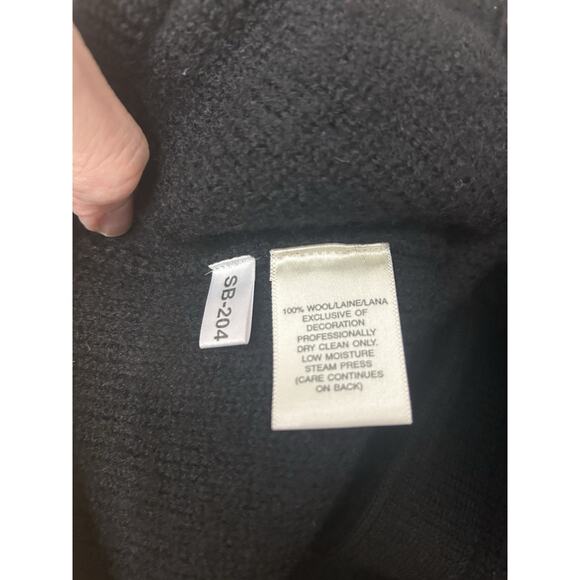 SB-204
100% WOOL/LAINE/LANA
EXCLUSIVE OF
DECORATION
PROFESSIONALLY
DRY CLEAN ONLY.
LOW MOISTURE
STEAM PRESS
(CARE CONTINUES
ON BACK)